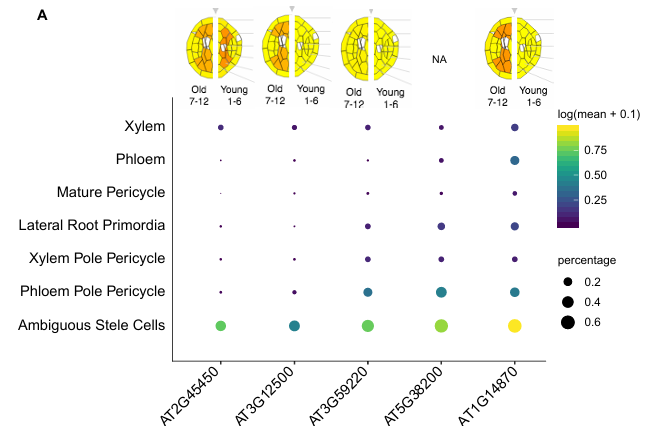 A
NA
Old Young
7-12 1-6
Old Young
7-12 1-6
Old Young
7-12 1-6
Old Young
7-12 1-6
log(mean + 0.1)
0.75
0.50
0.25
percentage
0.2
0.4
0.6
Xylem
Phloem
Mature Pericycle
Lateral Root Primordia
Xylem Pole Pericycle
Phloem Pole Pericycle
Ambiguous Stele Cells
AT2G45450
AT3G12500
AT3G59220
AT5G38200
AT1G14870